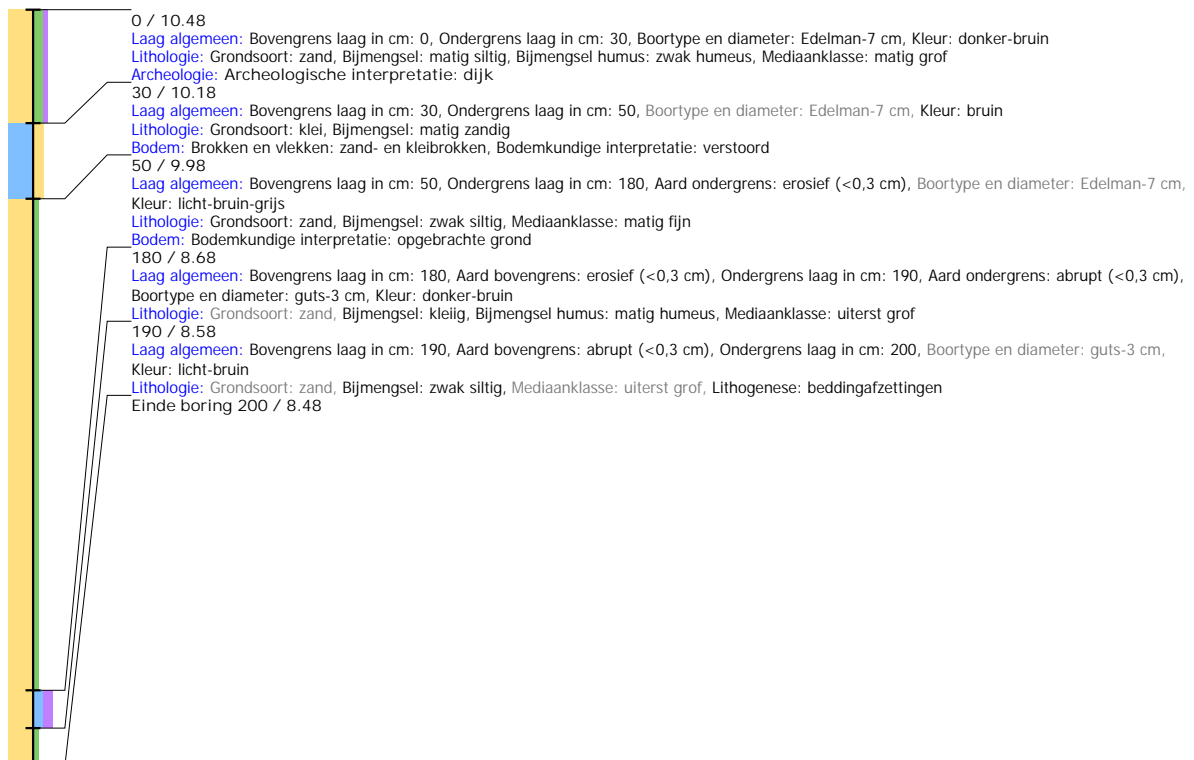 0 / 10.48
Laag algemeen: Bovengrens laag in cm: 0, Ondergrens laag in cm: 30, Boortype en diameter: Edelman-7 cm, Kleur: donker-bruin
Lithologie: Grondsoort: zand, Bijmengsel: matig siltig, Bijmengsel humus: zwak humeus, Mediaanklasse: matig grof
Archeologie: Archeologische interpretatie: dijk
30 / 10.18
Laag algemeen: Bovengrens laag in cm: 30, Ondergrens laag in cm: 50, Boortype en diameter: Edelman-7 cm, Kleur: bruin
Lithologie: Grondsoort: klei, Bijmengsel: matig zandig
Bodem: Brokken en vlekken: zand- en kleibrokken, Bodemkundige interpretatie: verstoord
50 / 9.98
Laag algemeen: Bovengrens laag in cm: 50, Ondergrens laag in cm: 180, Aard ondergrens: erosief (<0,3 cm), Boortype en diameter: Edelman-7 cm,
Kleur: licht-bruin-grijs
Lithologie: Grondsoort: zand, Bijmengsel: zwak siltig, Mediaanklasse: matig fijn
Bodem: Bodemkundige interpretatie: opgebrachte grond
180 / 8.68
Laag algemeen: Bovengrens laag in cm: 180, Aard bovengrens: erosief (<0,3 cm), Ondergrens laag in cm: 190, Aard ondergrens: abrupt (<0,3 cm),
Boortype en diameter: guts-3 cm, Kleur: donker-bruin
Lithologie: Grondsoort: zand, Bijmengsel: kleiig, Bijmengsel humus: matig humeus, Mediaanklasse: uiterst grof
190 / 8.58
Laag algemeen: Bovengrens laag in cm: 190, Aard bovengrens: abrupt (<0,3 cm), Ondergrens laag in cm: 200, Boortype en diameter: guts-3 cm,
Kleur: licht-bruin
Lithologie: Grondsoort: zand, Bijmengsel: zwak siltig, Mediaanklasse: uiterst grof, Lithogenese: beddingafzettingen
Einde boring 200 / 8.48